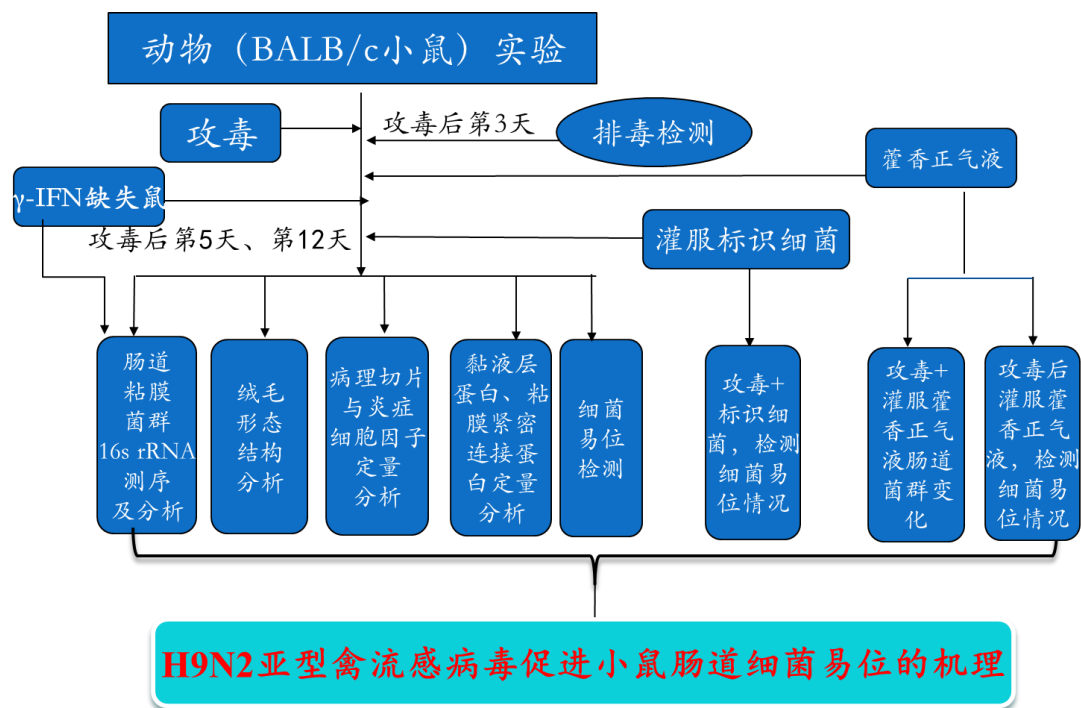 动物（BALB/c小鼠）实验
攻毒
攻毒后第3天
排毒检测
藿香正气液
γ-IFN缺失鼠
攻毒后第5天、第12天
灌服标识细菌
肠道
粘膜
菌群
16s rRNA
测序
及分析
绒毛
形态
结构
分析
病理切片
与炎症
细胞因子
定量
分析
黏液层
蛋白、粘
膜紧密
连接蛋
白定量
分析
细菌
易位
检测
攻毒+
标识细
菌，检测
细菌易
位情况
攻毒+
灌服藿
香正气
液肠道
菌群变
化
攻毒后
灌服藿
香正气
液，检测
细菌易
位情况
H9N2亚型禽流感病毒促进小鼠肠道细菌易位的机理